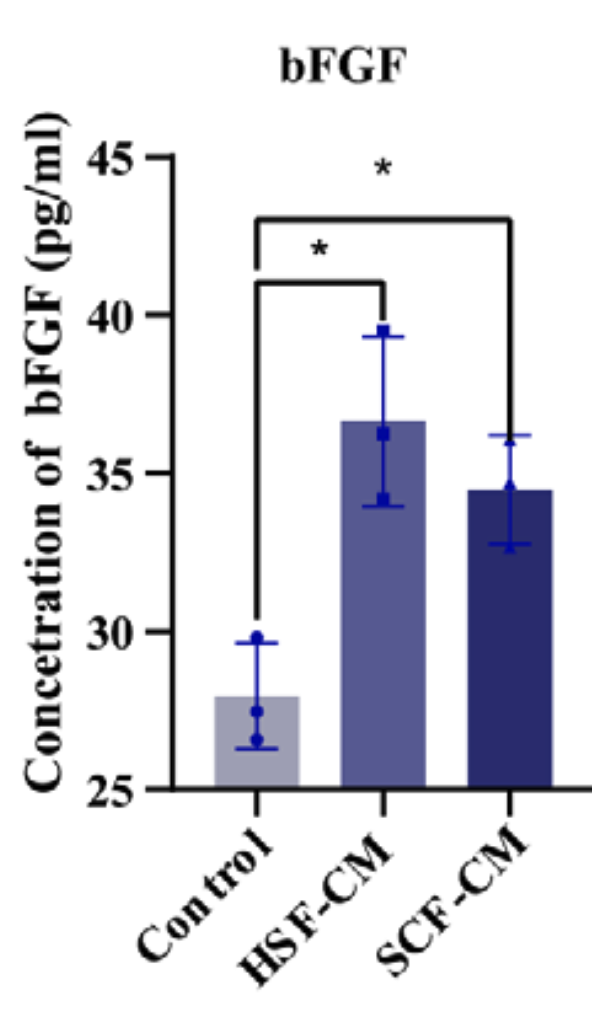 bFGF
Concetration of bFGF (pg/ml)
45
40
35
30
25
*
*
Control
HSF-CM
SCF-CM